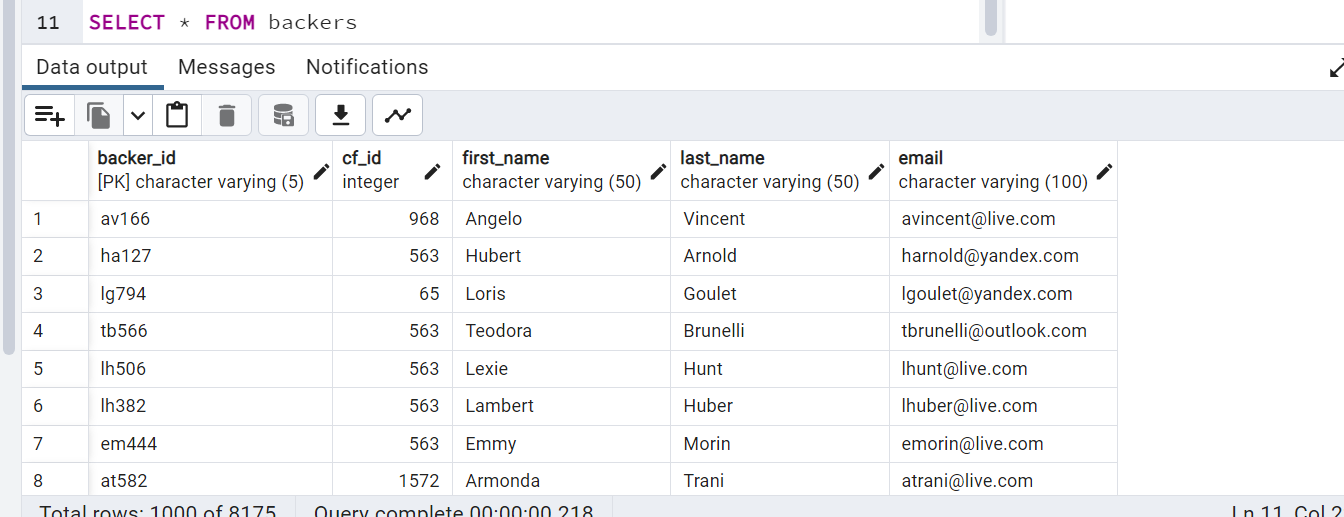 11 SELECT * FROM backers
Data output Messages Notifications
backer_id cf_id first_name last_name email
[PK] character varying (5) integer character varying (50) character varying (50) character varying (100)
1 av166 968 Angelo Vincent avincent@live.com
2 ha127 563 Hubert Arnold harnold@yandex.com
3 lg794 65 Loris Goulet lgoulet@yandex.com
4 tb566 563 Teodora Brunelli tbrunelli@outlook.com
5 lh506 563 Lexie Hunt lhunt@live.com
6 lh382 563 Lambert Huber lhuber@live.com
7 em444 563 Emmy Morin emorin@live.com
8 at582 1572 Armonda Trani atrani@live.com
Total rows: 1000 of 8175 Query complete 00:00:00.218 Ln 11, Col 2